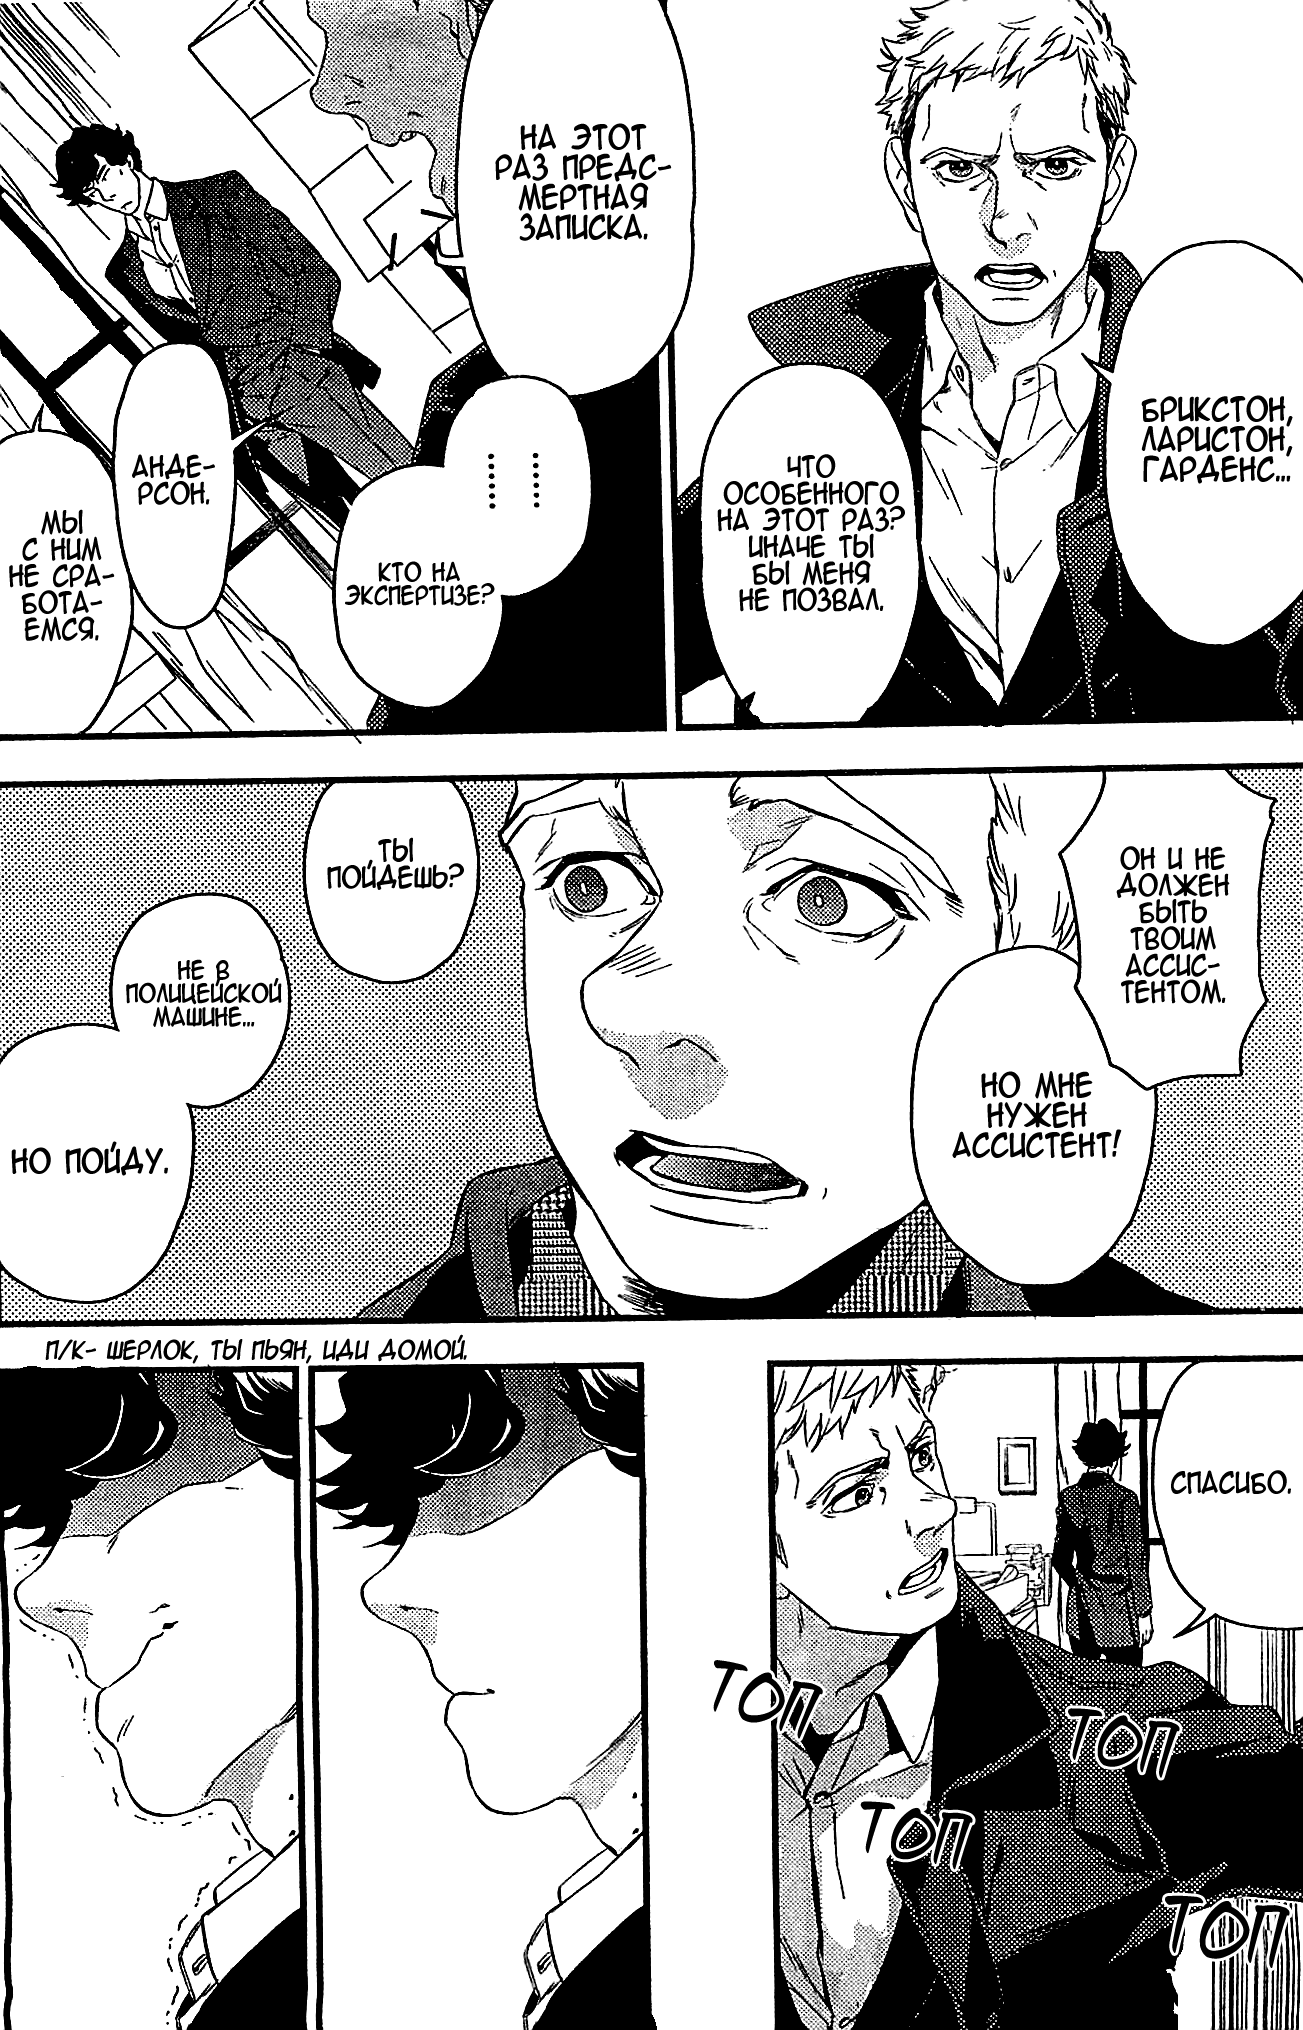 БРИКСТОН,
ЛАРИСТОН,
ГАРДЕНС...
ЧТО
ОСОБЕННОГО
НА ЭТОТ РАЗ?
ИНАЧЕ ТЫ
БЫ МЕНЯ
НЕ ПОЗВАЛ.
НА ЭТОТ
РАЗ ПРЕДС-
МЕРТНАЯ
ЗАПИСКА.
......
......
КТО НА
ЭКСПЕРТИЗЕ?
АНДЕ-
РСОН.
МЫ
С НИМ
НЕ СРА-
БОТА-
ЕМСЯ.
ОН И НЕ
ДОЛЖЕН
БЫТЬ
ТВОИМ
АССИС-
ТЕНТОМ.
НО МНЕ
НУЖЕН
АССИСТЕНТ!
ТЫ
ПОЙДЕШЬ?
НЕ В
ПОЛИЦЕЙСКОЙ
МАШИНЕ...
НО ПОЙДУ.
П/К- ШЕРЛОК, ТЫ ПЬЯН, ИДИ ДОМОЙ.
СПАСИБО.
ТОП
ТОП
ТОП
ТОП